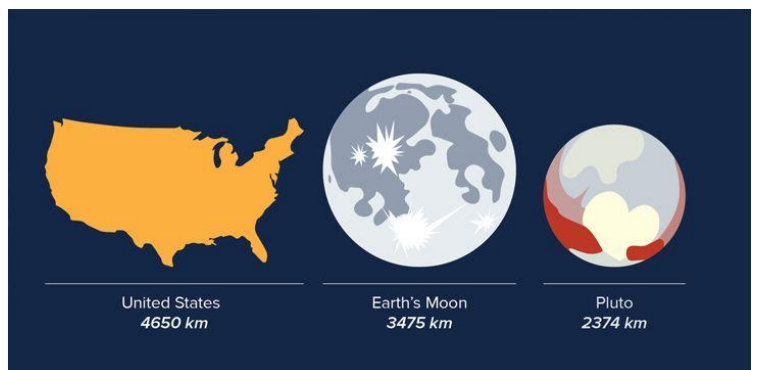 United States
4650 km
Earth's Moon
3475 km
Pluto
2374 km